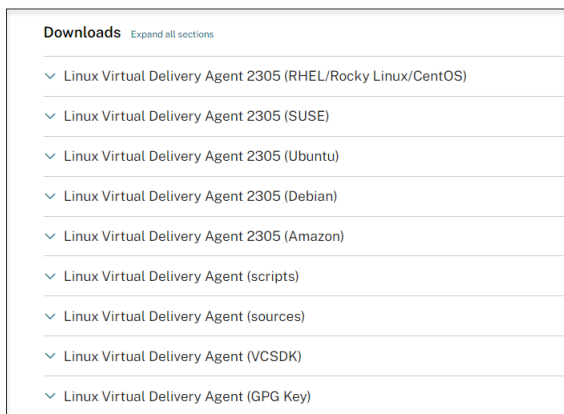 Downloads Expand all sections
Linux Virtual Delivery Agent 2305 (RHEL/Rocky Linux/CentOS)
Linux Virtual Delivery Agent 2305 (SUSE)
Linux Virtual Delivery Agent 2305 (Ubuntu)
Linux Virtual Delivery Agent 2305 (Debian)
Linux Virtual Delivery Agent 2305 (Amazon)
Linux Virtual Delivery Agent (scripts)
Linux Virtual Delivery Agent (sources)
Linux Virtual Delivery Agent (VCSDK)
Linux Virtual Delivery Agent (GPG Key)